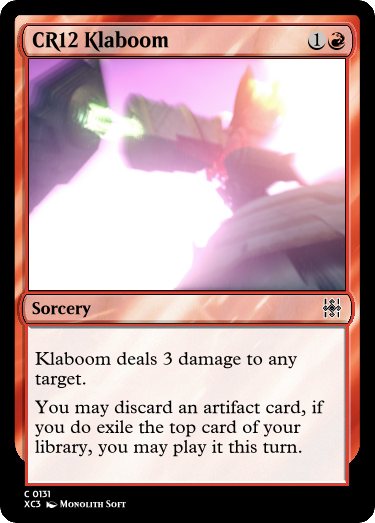 CR12 Klaboom
1
Sorcery
Klaboom deals 3 damage to any
target.
You may discard an artifact card, if
you do exile the top card of your
library, you may play it this turn.
C 0131
XC3 Monolith Soft